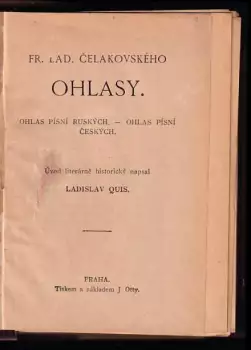 FR. LAD. ČELAKOVSKÉHO
OHLASY.
OHLAS PÍSNÍ RUSKÝCH. — OHLAS PÍSNÍ
ČESKÝCH.
Úvod literárně historický napsal
LADISLAV QUIS.
PRAHA.
Tiskem a nákladem J. Otty.